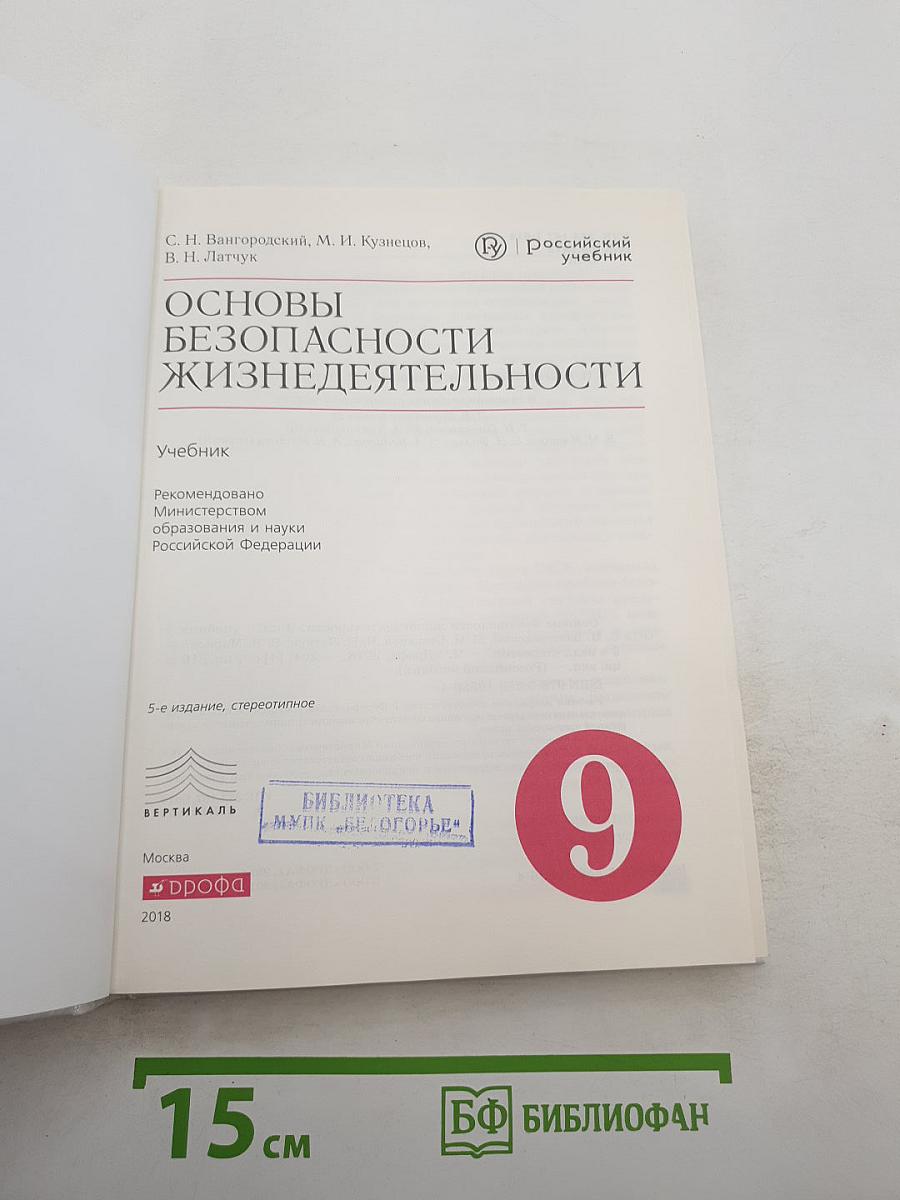 С. Н. Вангородский, М. И. Кузнецов,
В. Н. Латчук
российский
учебник
ОСНОВЫ
БЕЗОПАСНОСТИ
ЖИЗНЕДЕЯТЕЛЬНОСТИ
Учебник
Рекомендовано
Министерством
образования и науки
Российской Федерации
5-е издание, стереотипное
ВЕРТИКАЛЬ
БИБЛИОТЕКА
МУПК „БЕЛОГОРЬЕ"
9
Москва
дрофа
2018
15 см
БФ БИБЛИОФАН